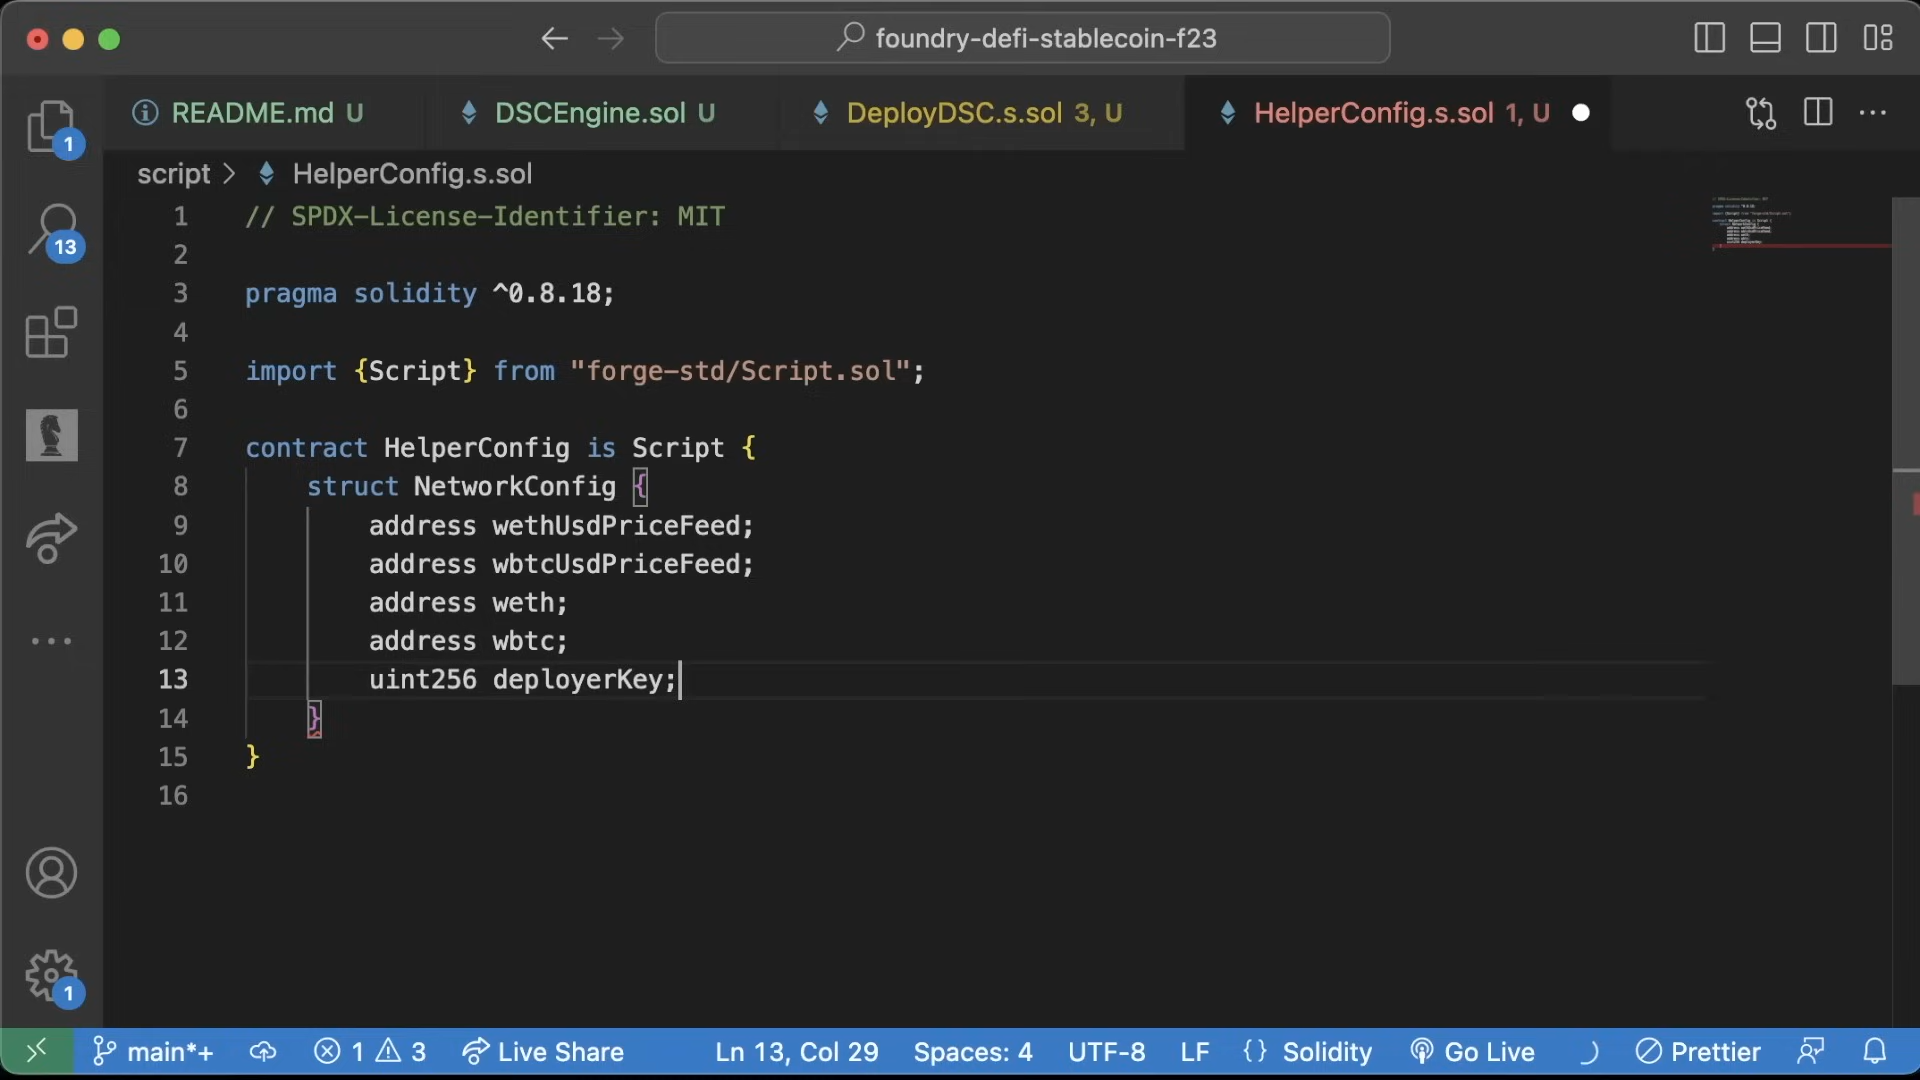 foundry-defi-stablecoin-f23
README.md U
DSCEngine.sol U
DeployDSC.s.sol 3, U
HelperConfig.s.sol 1, U
script > HelperConfig.s.sol
1 // SPDX-License-Identifier: MIT
2
3 pragma solidity ^0.8.18;
4
5 import {Script} from "forge-std/Script.sol";
6
7 contract HelperConfig is Script {
8 struct NetworkConfig {
9 address wethUsdPriceFeed;
10 address wbtcUsdPriceFeed;
11 address weth;
12 address wbtc;
13 uint256 deployerKey;
14 }
15 }
16
1
13
1
main*+
1
3
Live Share
Ln 13, Col 29
Spaces: 4
UTF-8
LF
{} Solidity
Go Live
Prettier